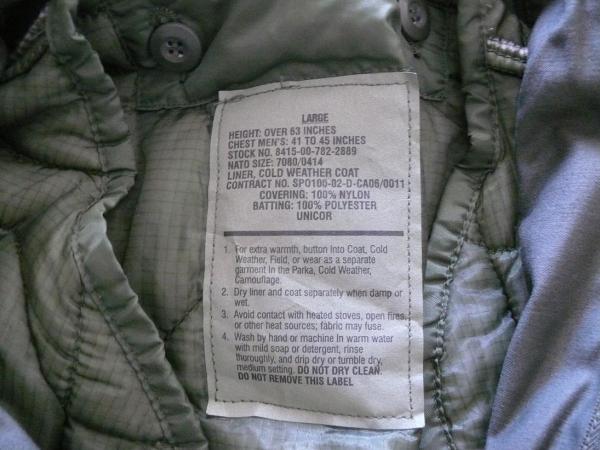 LARGE
HEIGHT: OVER 63 INCHES
CHEST MEN'S: 41 TO 45 INCHES
STOCK NO. 8415-00-782-2889
NATO SIZE: 7080/0414
LINER, COLD WEATHER COAT
CONTRACT NO. SPO100-02-D-CA06/0011
COVERING: 100% NYLON
BATTING: 100% POLYESTER
UNICOR
1. For extra warmth, button into Coat, Cold
Weather, Field, or wear as a separate
garment in the Parka, Cold Weather,
Camouflage.
2. Dry liner and coat separately when damp or
wet.
3. Avoid contact with heated stoves, open fires,
or other heat sources; fabric may fuse.
4. Wash by hand or machine in warm water
with mild soap or detergent, rinse
thoroughly, and drip dry or tumble dry,
medium setting. DO NOT DRY CLEAN.
DO NOT REMOVE THIS LABEL